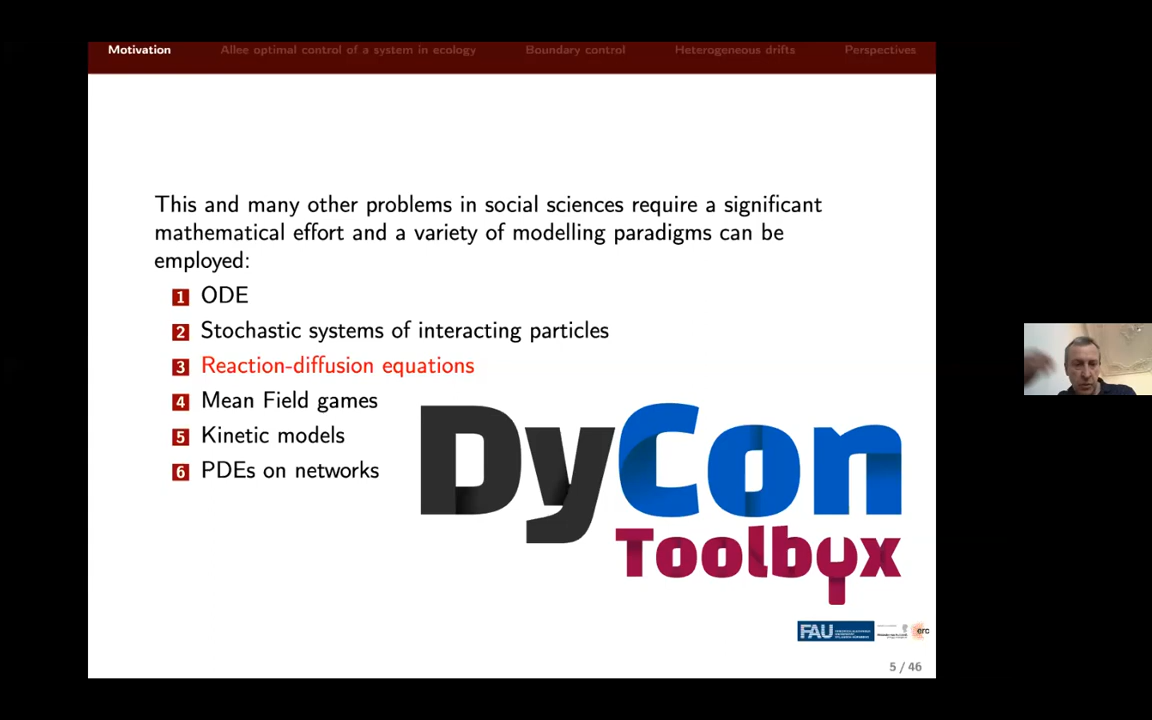 Motivation
Allee optimal control of a system in ecology
Boundary control
Heterogeneous drifts
Perspectives
This and many other problems in social sciences require a significant
mathematical effort and a variety of modelling paradigms can be
employed:
1 ODE
2 Stochastic systems of interacting particles
3 Reaction-diffusion equations
4 Mean Field games
5 Kinetic models
6 PDEs on networks
DyCon
Toolbox
FAU
erc
5 / 46